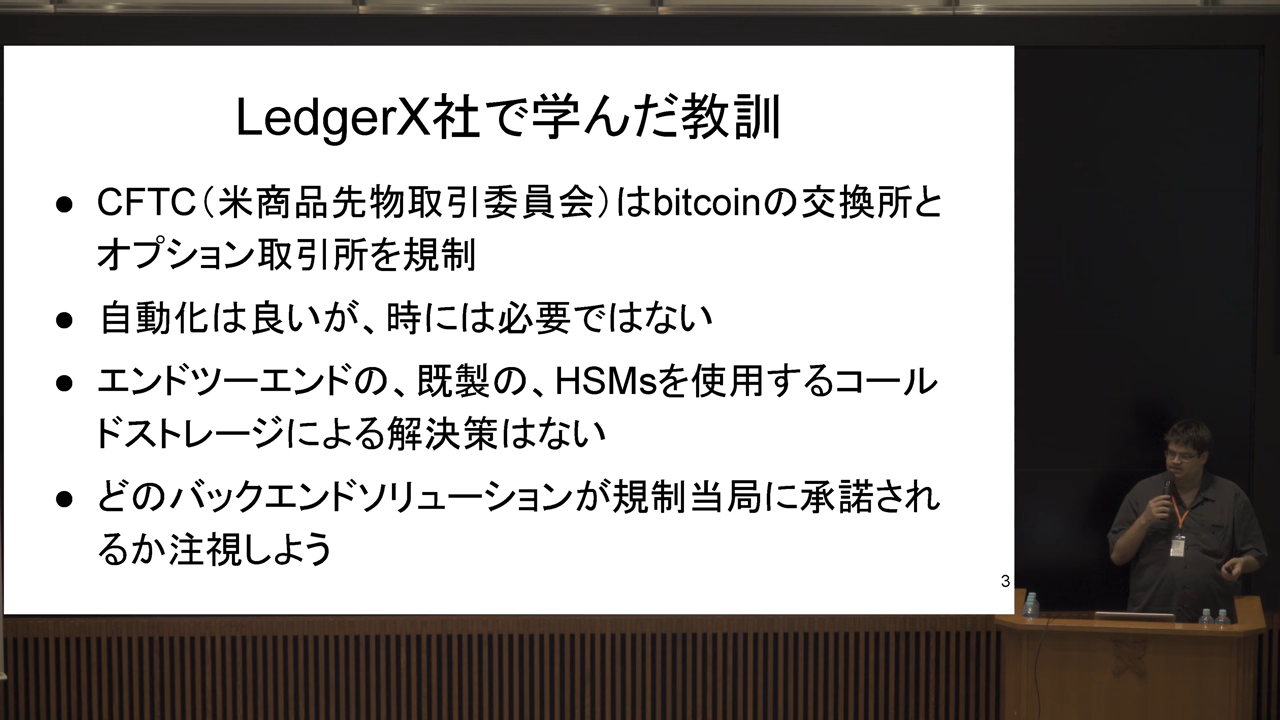 LedgerX社で学んだ教訓
● CFTC（米商品先物取引委員会）はbitcoinの交換所と
オプション取引所を規制
● 自動化は良いが、時には必要ではない
● エンドツーエンドの、既製の、HSMsを使用するコール
ドストレージによる解決策はない
● どのバックエンドソリューションが規制当局に承諾され
るか注視しよう
3